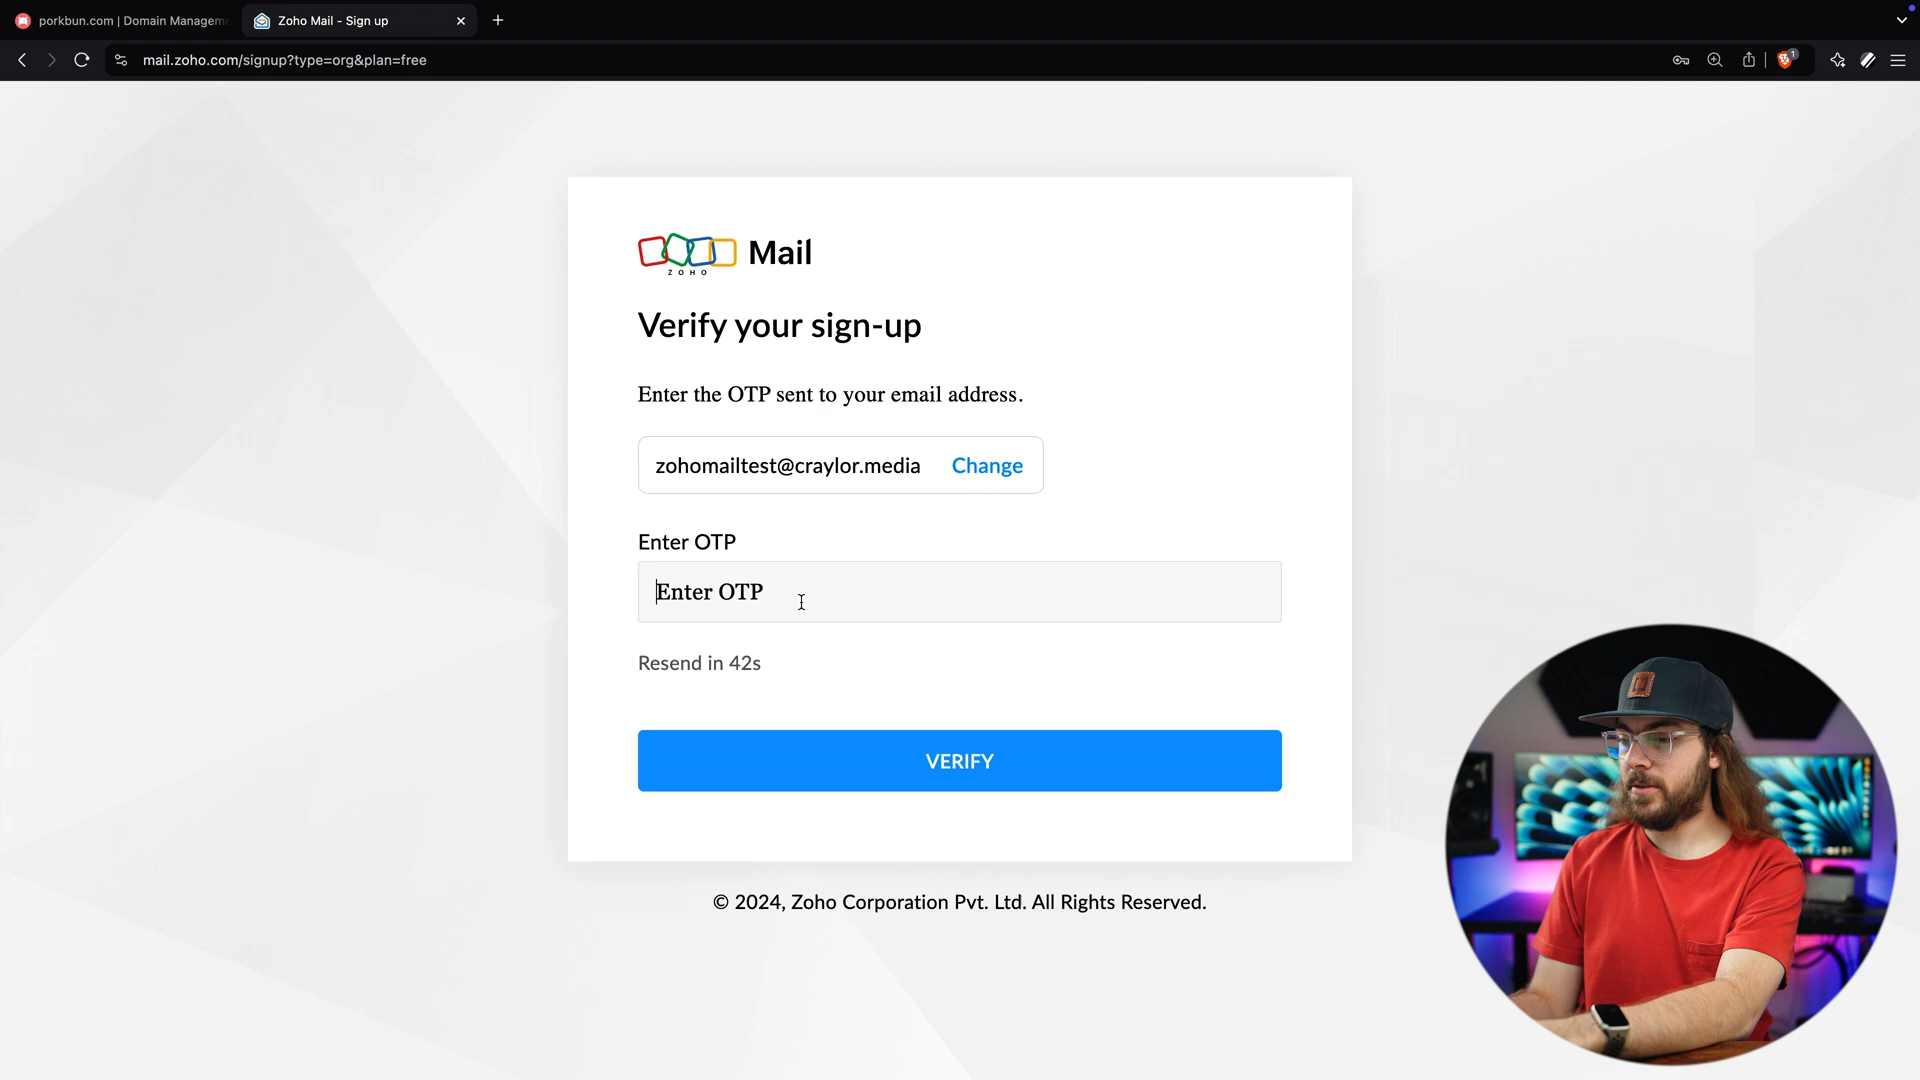 porkbun.com | Domain Managem
Zoho Mail - Sign up
mail.zoho.com/signup?type=org&plan=free
1
ZOHO
Mail
Verify your sign-up
Enter the OTP sent to your email address.
zohomailtest@craylor.media Change
Enter OTP
Enter OTP
Resend in 42s
VERIFY
© 2024, Zoho Corporation Pvt. Ltd. All Rights Reserved.